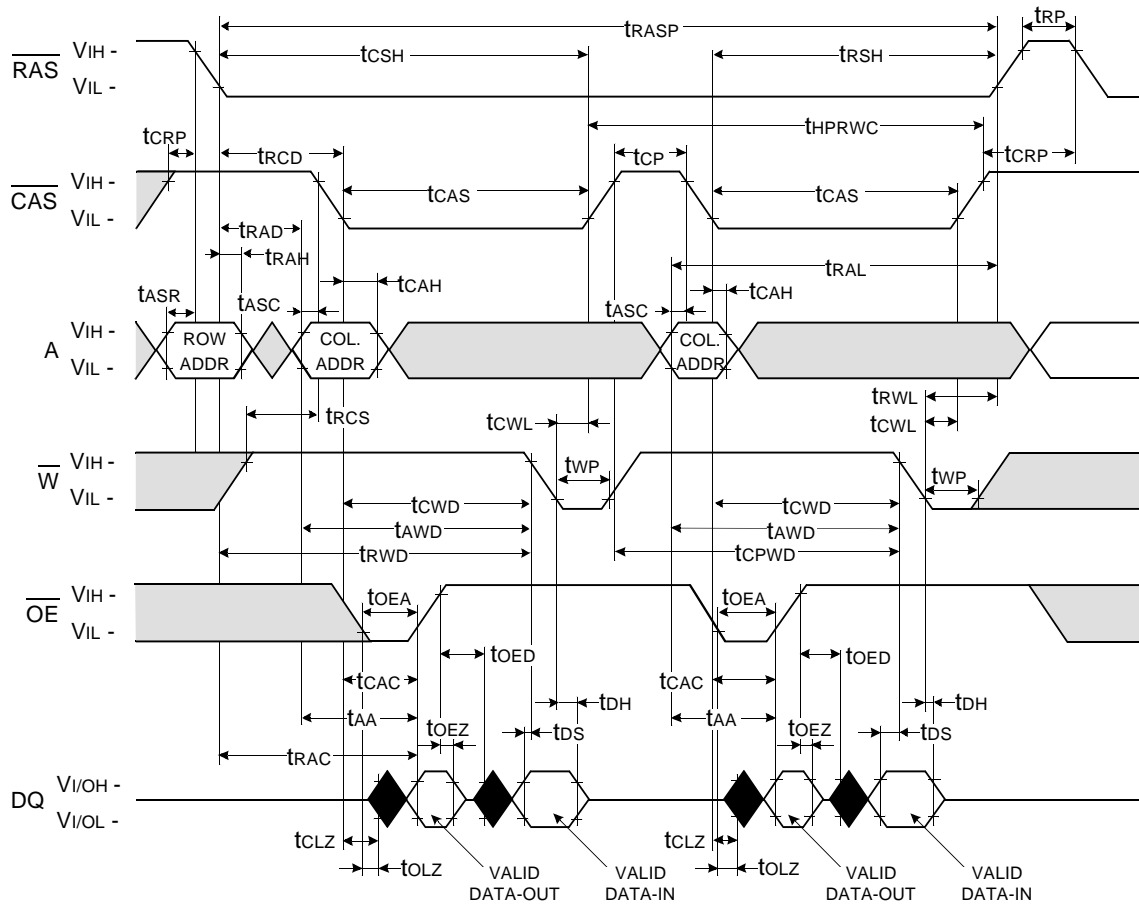 tRASP
tRP
tCSH
tRSH
RAS
VIH -
VIL -
tHPRWC
tCRP
tRCD
tCP
tCRP
CAS
VIH -
VIL -
tCAS
tCAS
tRAD
tRAH
tRAL
tASR
tASC
tCAH
tASC
tCAH
A
VIH -
VIL -
ROW
ADDR
COL.
ADDR
COL.
ADDR
tRCS
tCWL
tRWL
tCWL
W
VIH -
VIL -
tWP
tWP
tCWD
tCWD
tAWD
tAWD
tRWD
tCPWD
OE
VIH -
VIL -
tOEA
tOEA
tOED
tOED
tCAC
tCAC
tDH
tDH
tAA
tOEZ
tDS
tAA
tOEZ
tDS
tRAC
DQ
VI/OH -
VI/OL -
tCLZ
tCLZ
tOLZ
tOLZ
VALID
DATA-OUT
VALID
DATA-IN
VALID
DATA-OUT
VALID
DATA-IN